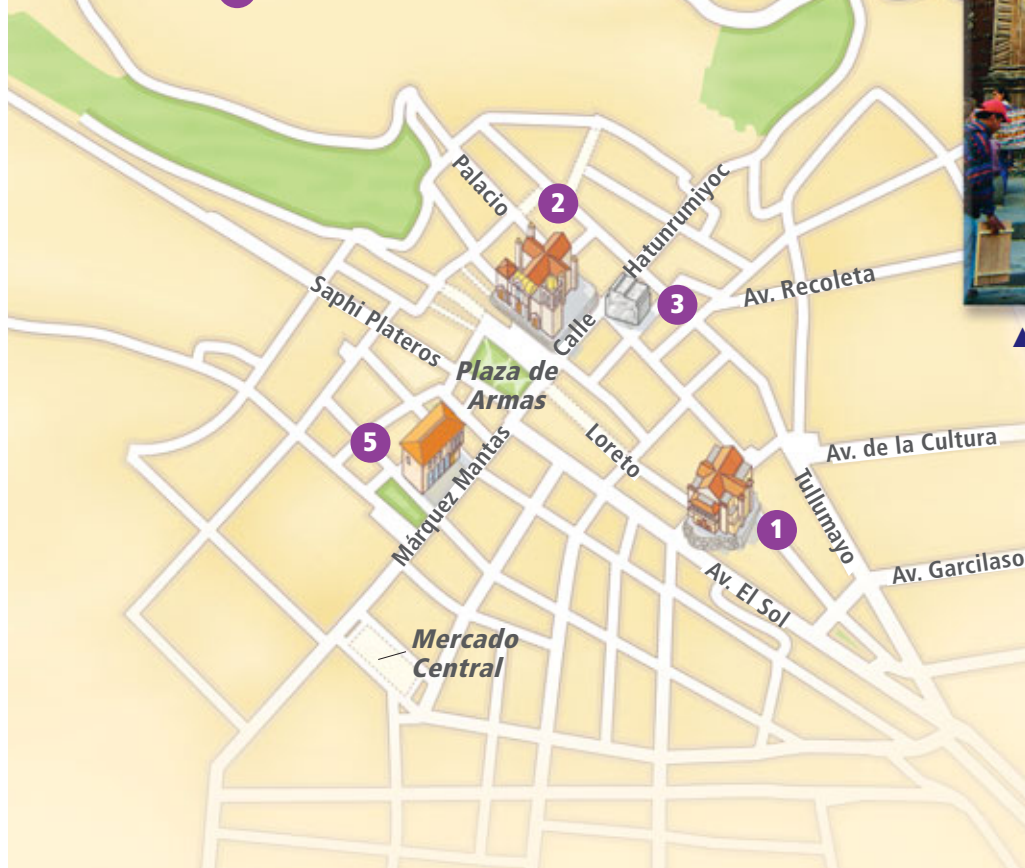 Palacio
2
Calle Hatunrumiyoc
3
Av. Recoleta
Saphi Plateros
Plaza de
Armas
5
Márquez Mantas
Loreto
Av. de la Cultura
Tullumayo
1
Av. Garcilaso
Av. El Sol
Mercado
Central